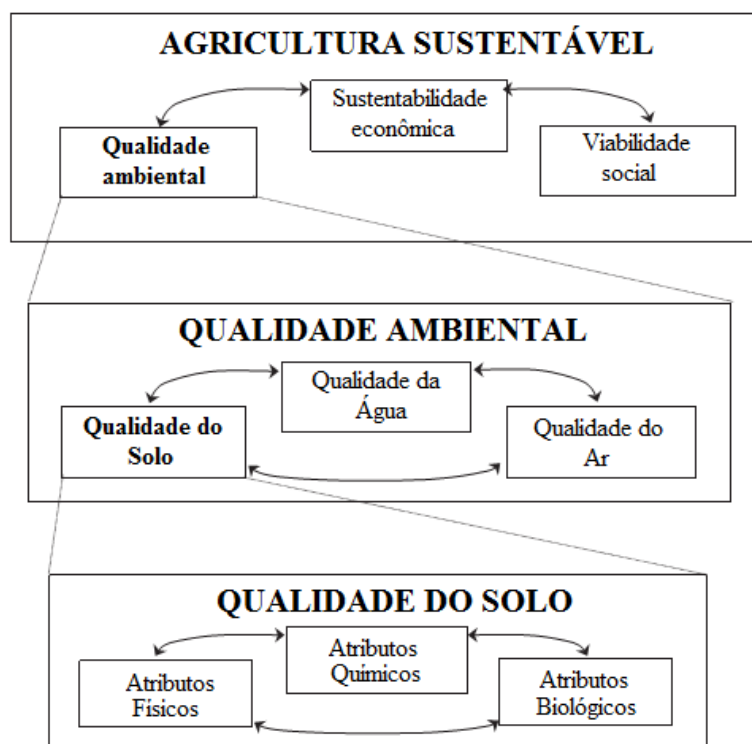 AGRICULTURA SUSTENTÁVEL
Sustentabilidade
econômica
Qualidade
ambiental
Viabilidade
social
QUALIDADE AMBIENTAL
Qualidade da
Água
Qualidade do
Solo
Qualidade do
Ar
QUALIDADE DO SOLO
Atributos
Químicos
Atributos
Físicos
Atributos
Biológicos